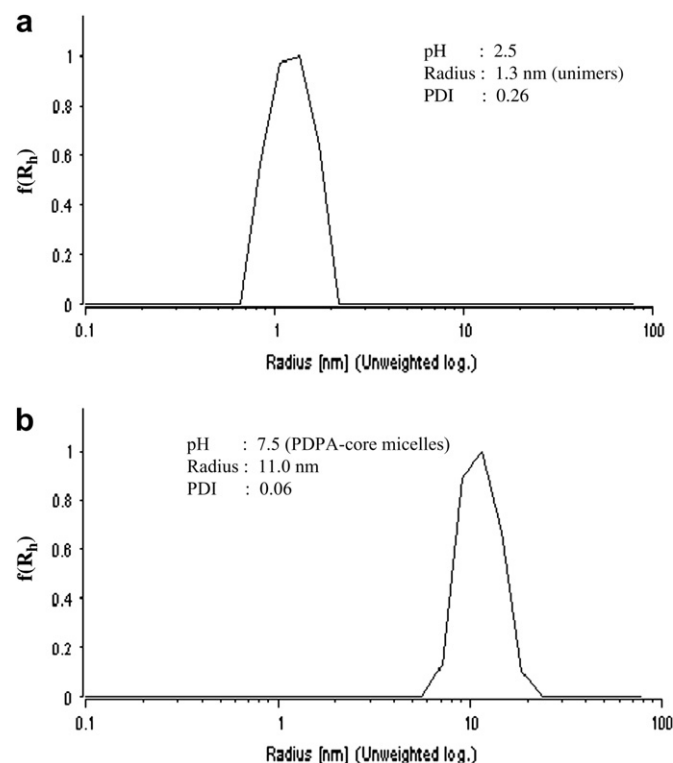 a
pH : 2.5
Radius : 1.3 nm (unimers)
PDI : 0.26
f(Rh)
1
0.8
0.6
0.4
0.2
0
0.1 1 10 100
Radius [nm] (Unweighted log.)
b
pH : 7.5 (PDPA-core micelles)
Radius : 11.0 nm
PDI : 0.06
f(Rh)
1
0.8
0.6
0.4
0.2
0
0.1 1 10 100
Radius [nm] (Unweighted log.)